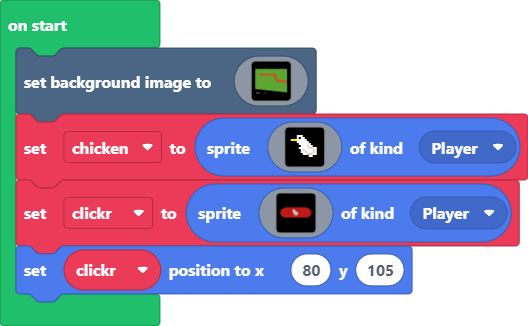 on start
set background image to
set chicken to sprite of kind Player
set clickr to sprite of kind Player
set clickr position to x 80 y 105